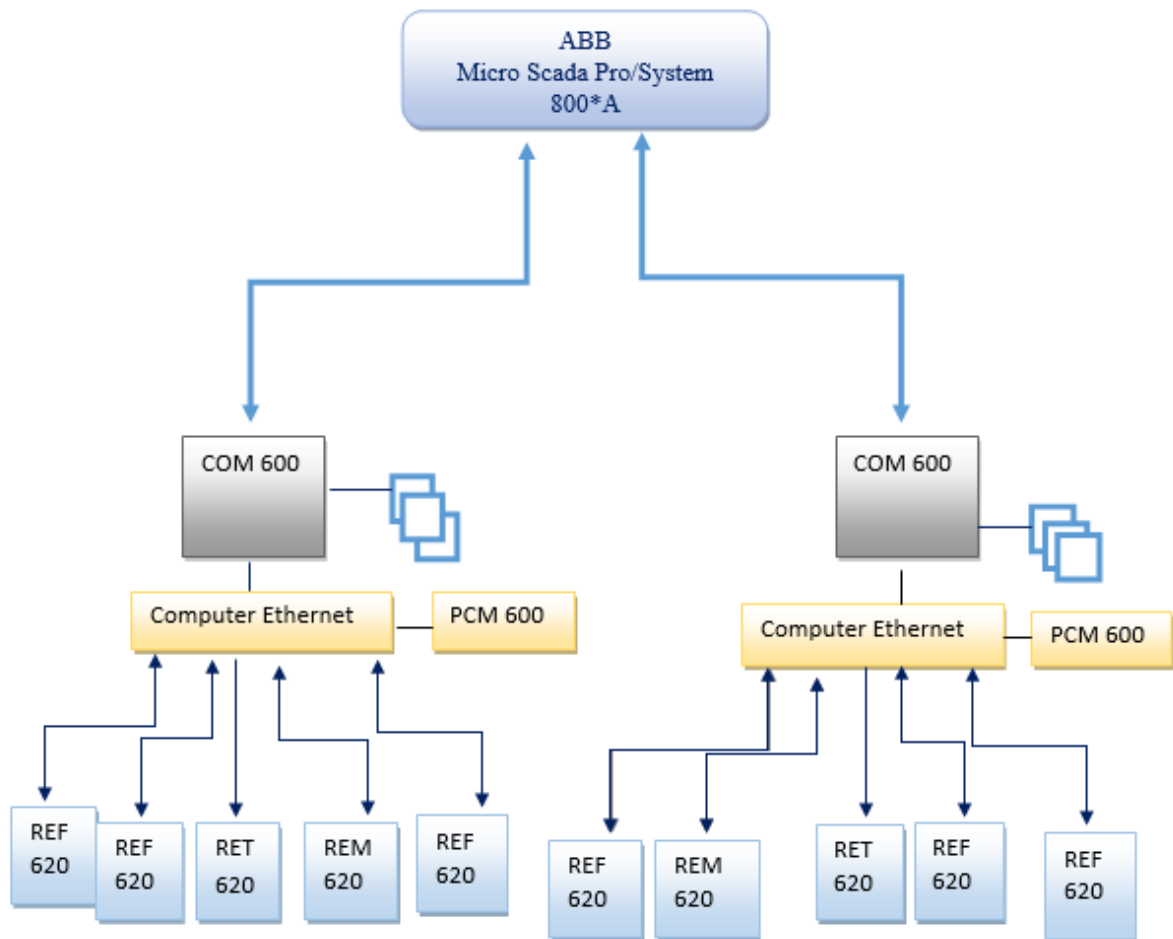 ABB
Micro Scada Pro/System
800*A
COM 600
COM 600
Computer Ethernet
PCM 600
Computer Ethernet
PCM 600
REF
620
REF
620
RET
620
REM
620
REF
620
REF
620
REM
620
RET
620
REF
620
REF
620